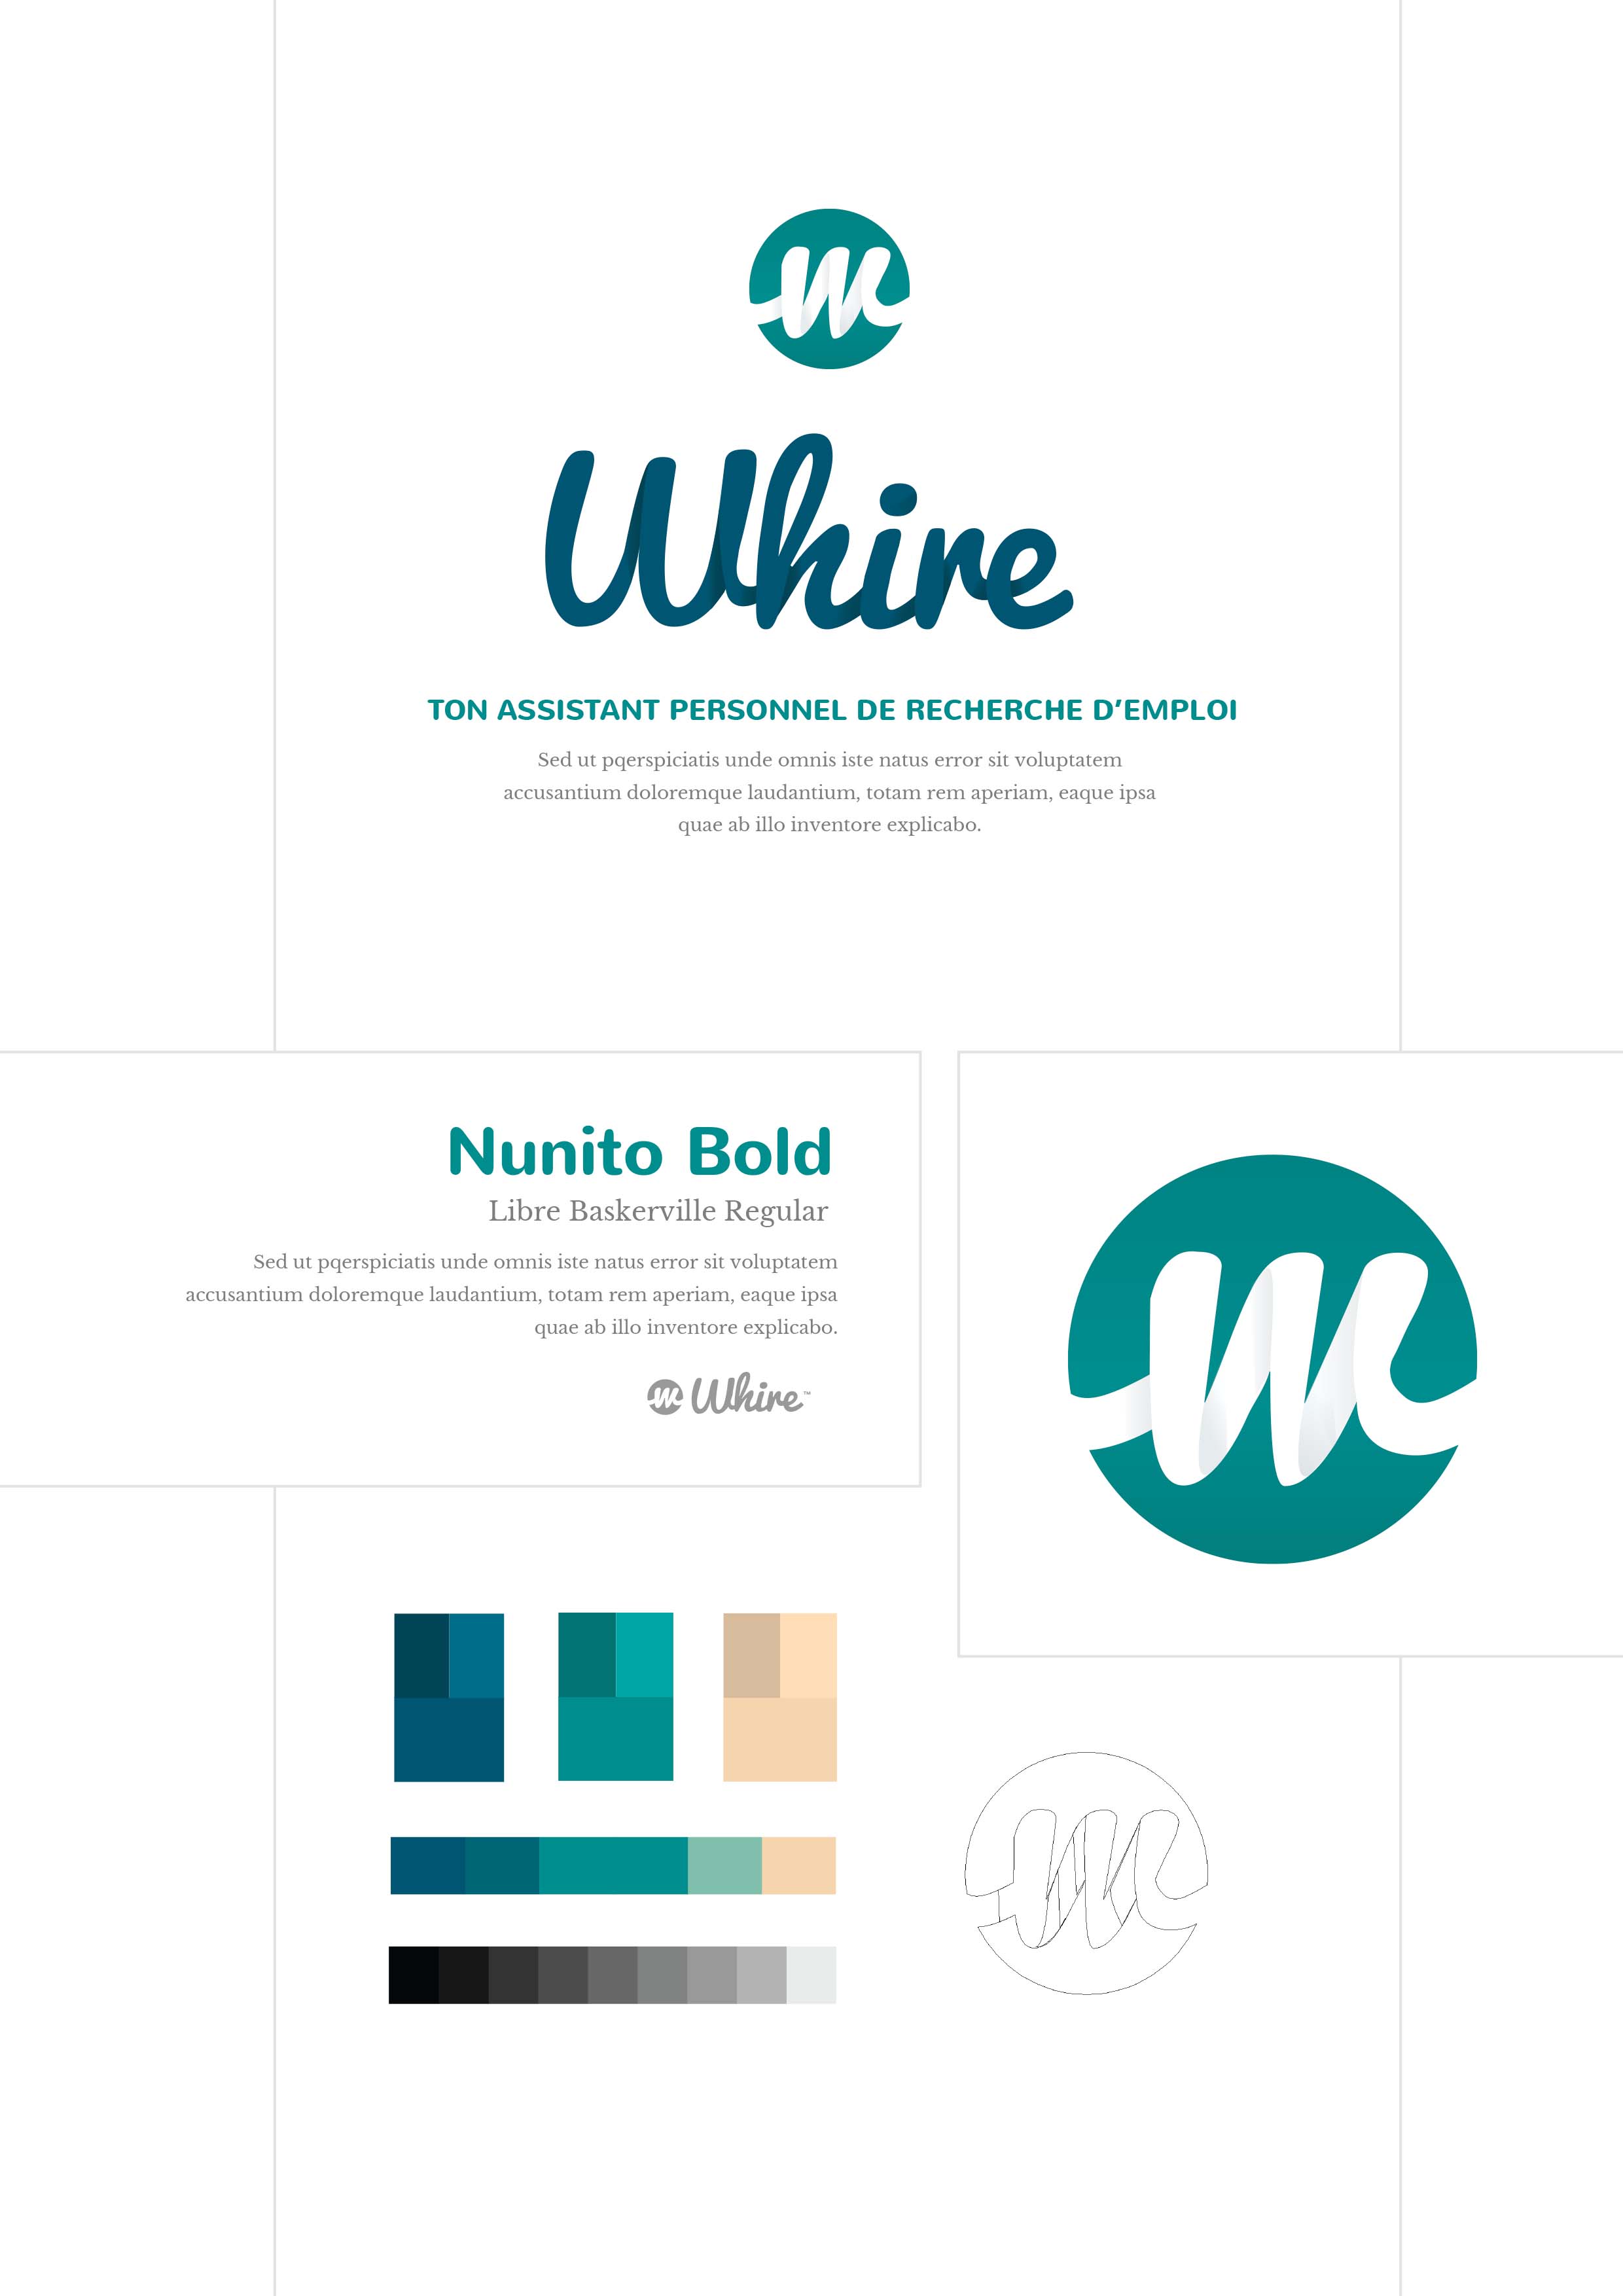 W
Whire
TON ASSISTANT PERSONNEL DE RECHERCHE D’EMPLOI
Sed ut pqerspiciatis unde omnis iste natus error sit voluptatem
accusantium doloremque laudantium, totam rem aperiam, eaque ipsa
quae ab illo inventore explicabo.
Nunito Bold
Libre Baskerville Regular
Sed ut pqerspiciatis unde omnis iste natus error sit voluptatem
accusantium doloremque laudantium, totam rem aperiam, eaque ipsa
quae ab illo inventore explicabo.
W Whire™
W
W